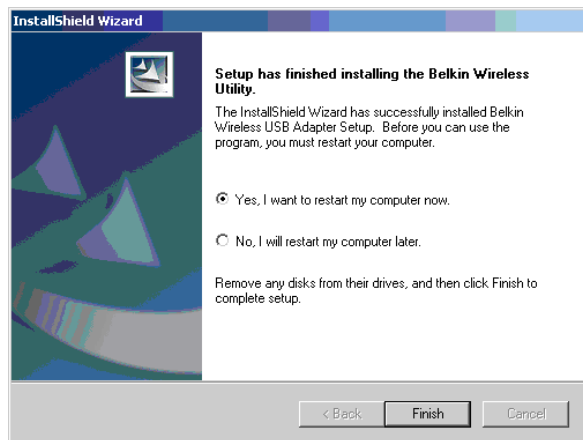 InstallShield Wizard
Setup has finished installing the Belkin Wireless
Utility.
The InstallShield Wizard has successfully installed Belkin
Wireless USB Adapter Setup. Before you can use the
program, you must restart your computer.
Yes, I want to restart my computer now.
No, I will restart my computer later.
Remove any disks from their drives, and then click Finish to
complete setup.
< Back Finish Cancel